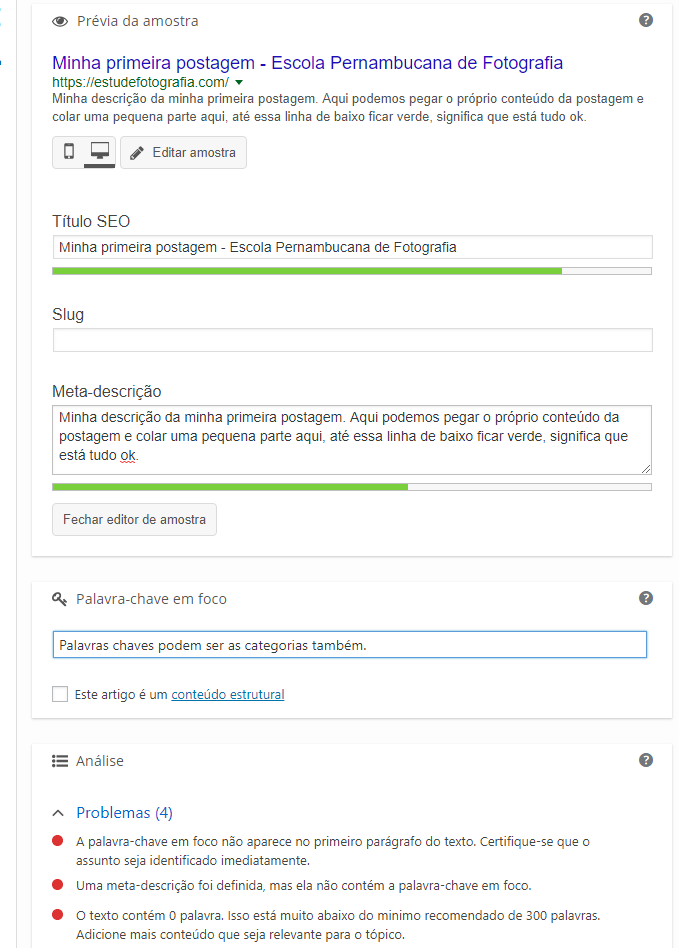 Prévia da amostra
Minha primeira postagem - Escola Pernambucana de Fotografia
https://estudefotografia.com/
Minha descrição da minha primeira postagem. Aqui podemos pegar o próprio conteúdo da postagem e
colar uma pequena parte aqui, até essa linha de baixo ficar verde, significa que está tudo ok.
Editar amostra
Título SEO
Minha primeira postagem - Escola Pernambucana de Fotografia
Slug
Meta-descrição
Minha descrição da minha primeira postagem. Aqui podemos pegar o próprio conteúdo da
postagem e colar uma pequena parte aqui, até essa linha de baixo ficar verde, significa que
está tudo ok.
Fechar editor de amostra
Palavra-chave em foco
Palavras chaves podem ser as categorias também.
Este artigo é um conteúdo estrutural
Análise
Problemas (4)
A palavra-chave em foco não aparece no primeiro parágrafo do texto. Certifique-se que o
assunto seja identificado imediatamente.
Uma meta-descrição foi definida, mas ela não contém a palavra-chave em foco.
O texto contém 0 palavra. Isso está muito abaixo do minimo recomendado de 300 palavras.
Adicione mais conteúdo que seja relevante para o tópico.